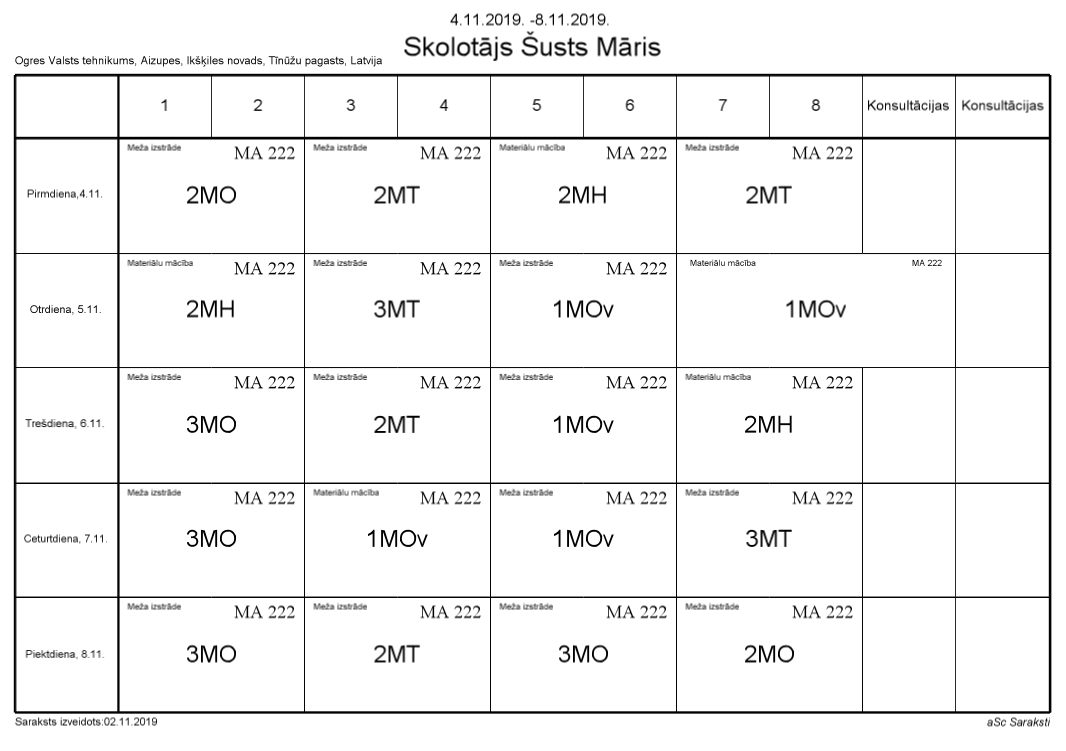 4.11.2019. -8.11.2019.
Skolotājs Šusts Māris
Ogres Valsts tehnikums, Aizupes, Ikšķiles novads, Tīnūžu pagasts, Latvija
1 2 3 4 5 6 7 8 Konsultācijas Konsultācijas
Meža izstrāde MA 222 Meža izstrāde MA 222 Materiālu mācība MA 222 Meža izstrāde MA 222
Pirmdiena,4.11. 2MO 2MT 2MH 2MT
Materiālu mācība MA 222 Meža izstrāde MA 222 Meža izstrāde MA 222 Materiālu mācība MA 222
Otrdiena, 5.11. 2MH 3MT 1MOv 1MOv
Meža izstrāde MA 222 Meža izstrāde MA 222 Meža izstrāde MA 222 Materiālu mācība MA 222
Trešdiena, 6.11. 3MO 2MT 1MOv 2MH
Meža izstrāde MA 222 Materiālu mācība MA 222 Meža izstrāde MA 222 Meža izstrāde MA 222
Ceturtdiena, 7.11. 3MO 1MOv 1MOv 3MT
Meža izstrāde MA 222 Meža izstrāde MA 222 Meža izstrāde MA 222 Meža izstrāde MA 222
Piektdiena, 8.11. 3MO 2MT 3MO 2MO
Saraksts izveidots:02.11.2019 aSc Saraksti